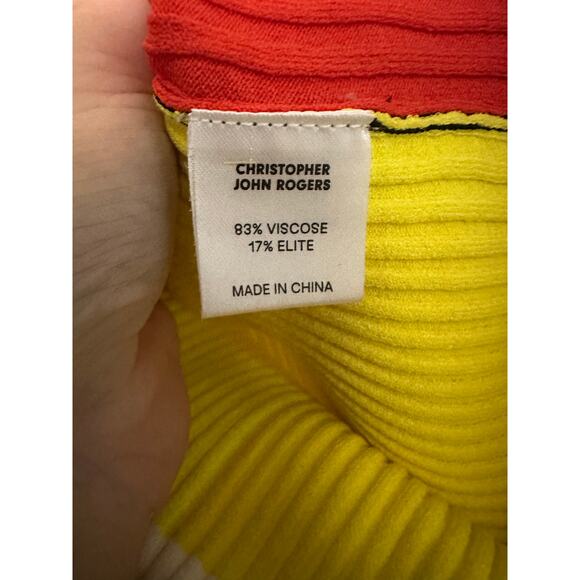 CHRISTOPHER
JOHN ROGERS
83% VISCOSE
17% ELITE
MADE IN CHINA